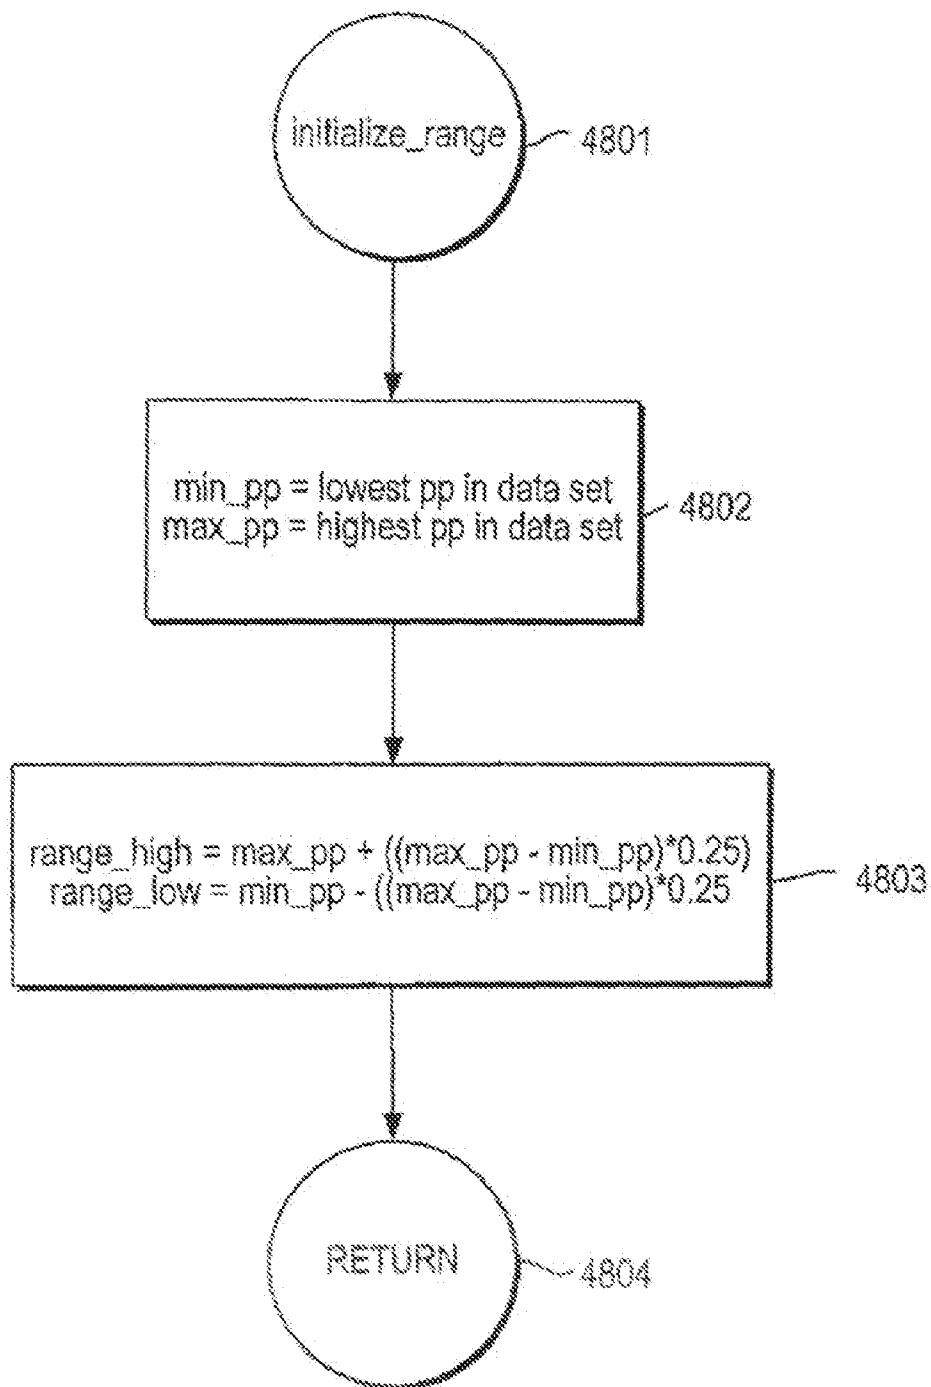 initialize_range
4801
min_pp = lowest pp in data set
max_pp = highest pp in data set
4802
range_high = max_pp + ((max_pp - min_pp)*0.25)
range_low = min_pp - ((max_pp - min_pp)*0.25
4803
RETURN
4804